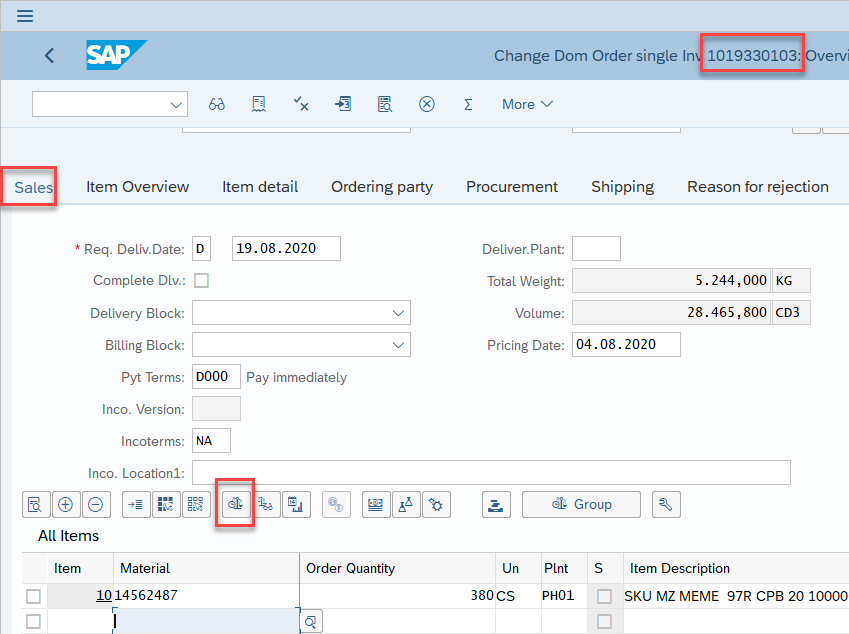 SAP
Change Dom Order single Inv 1019330103: Overvi
More
Sales Item Overview Item detail Ordering party Procurement Shipping Reason for rejection
* Req. Deliv.Date: D 19.08.2020 Deliver.Plant:
Complete Dlv.: Total Weight: 5.244,000 KG
Delivery Block: Volume: 28.465,800 CD3
Billing Block: Pricing Date: 04.08.2020
Pyt Terms: D000 Pay immediately
Inco. Version:
Incoterms: NA
Inco. Location1:
Group
All Items
Item Material Order Quantity Un Plnt S Item Description
10 14562487 380 CS PH01 SKU MZ MEME 97R CPB 20 10000